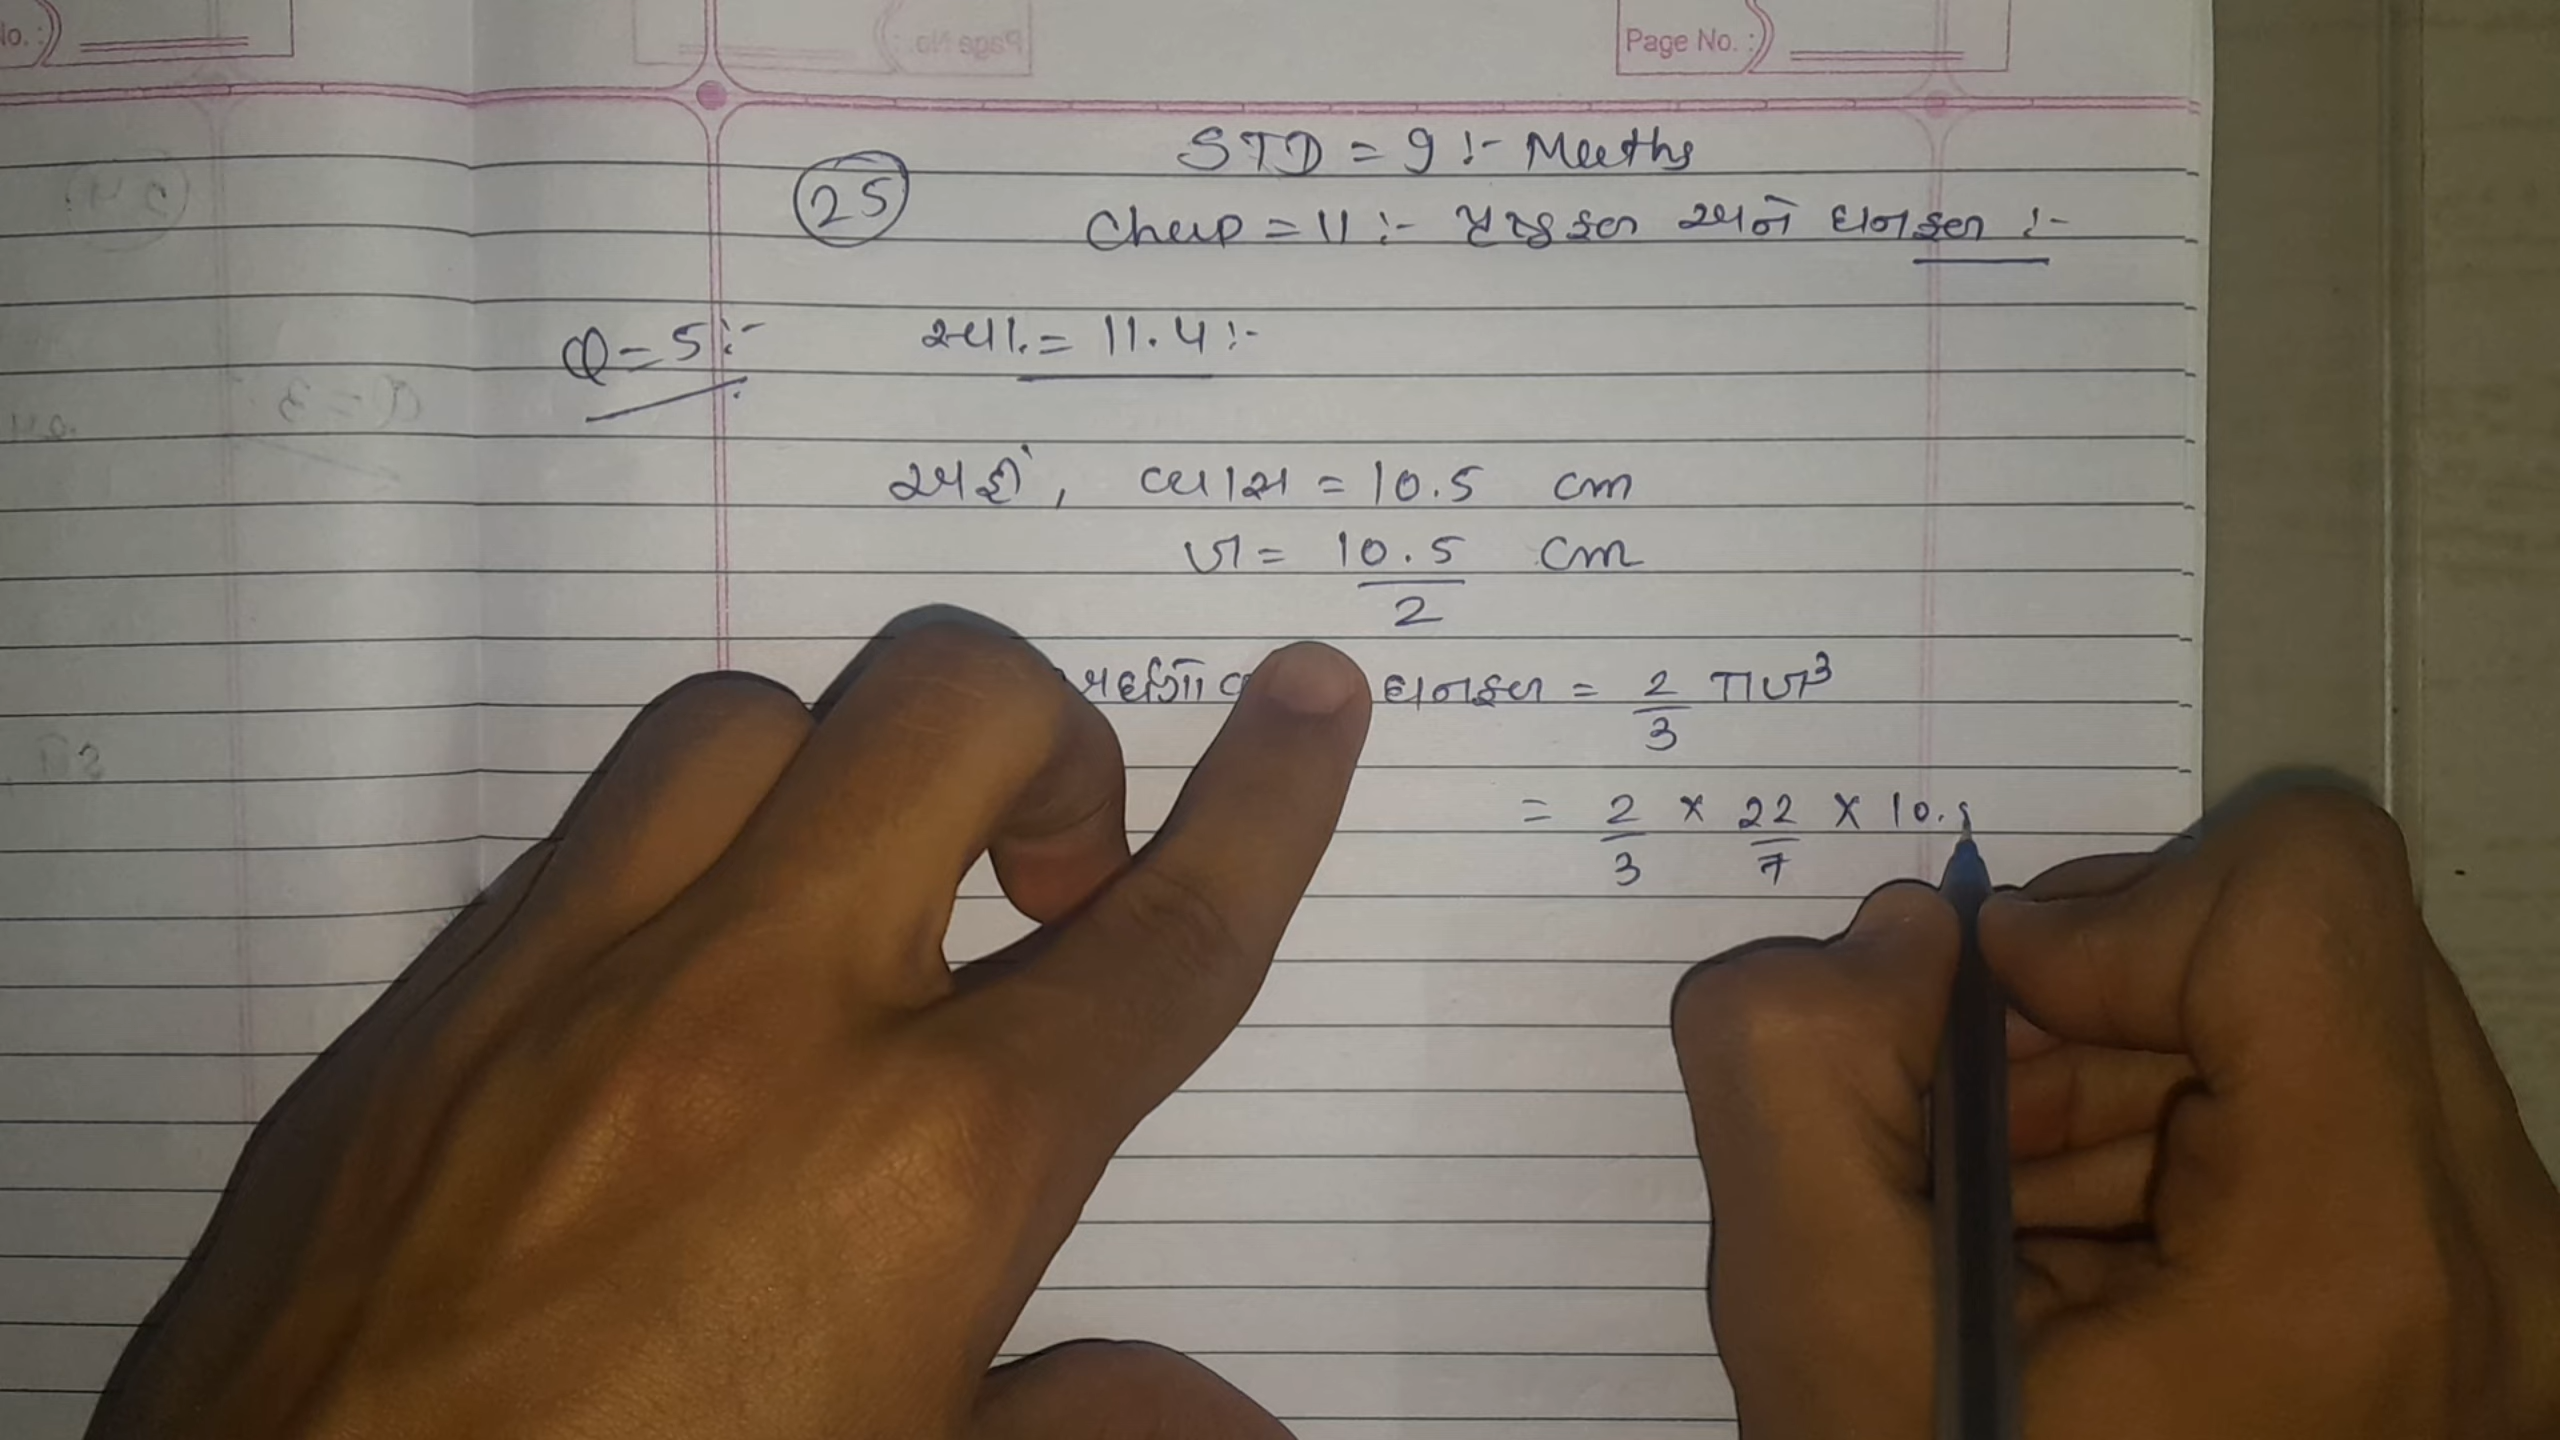 Page No. :
STD = 9 :- Maths
25
Chap = 11 :- પૃષ્ઠફળ અને ઘનફળ :-
Q = 5 :-
સ્વા. = 11.4 :-
અહીં, વ્યાસ = 10.5 cm
r = 10.5/2 cm
ઘનફળ = 2/3 πr³
= 2/3 × 22/7 × 10.5